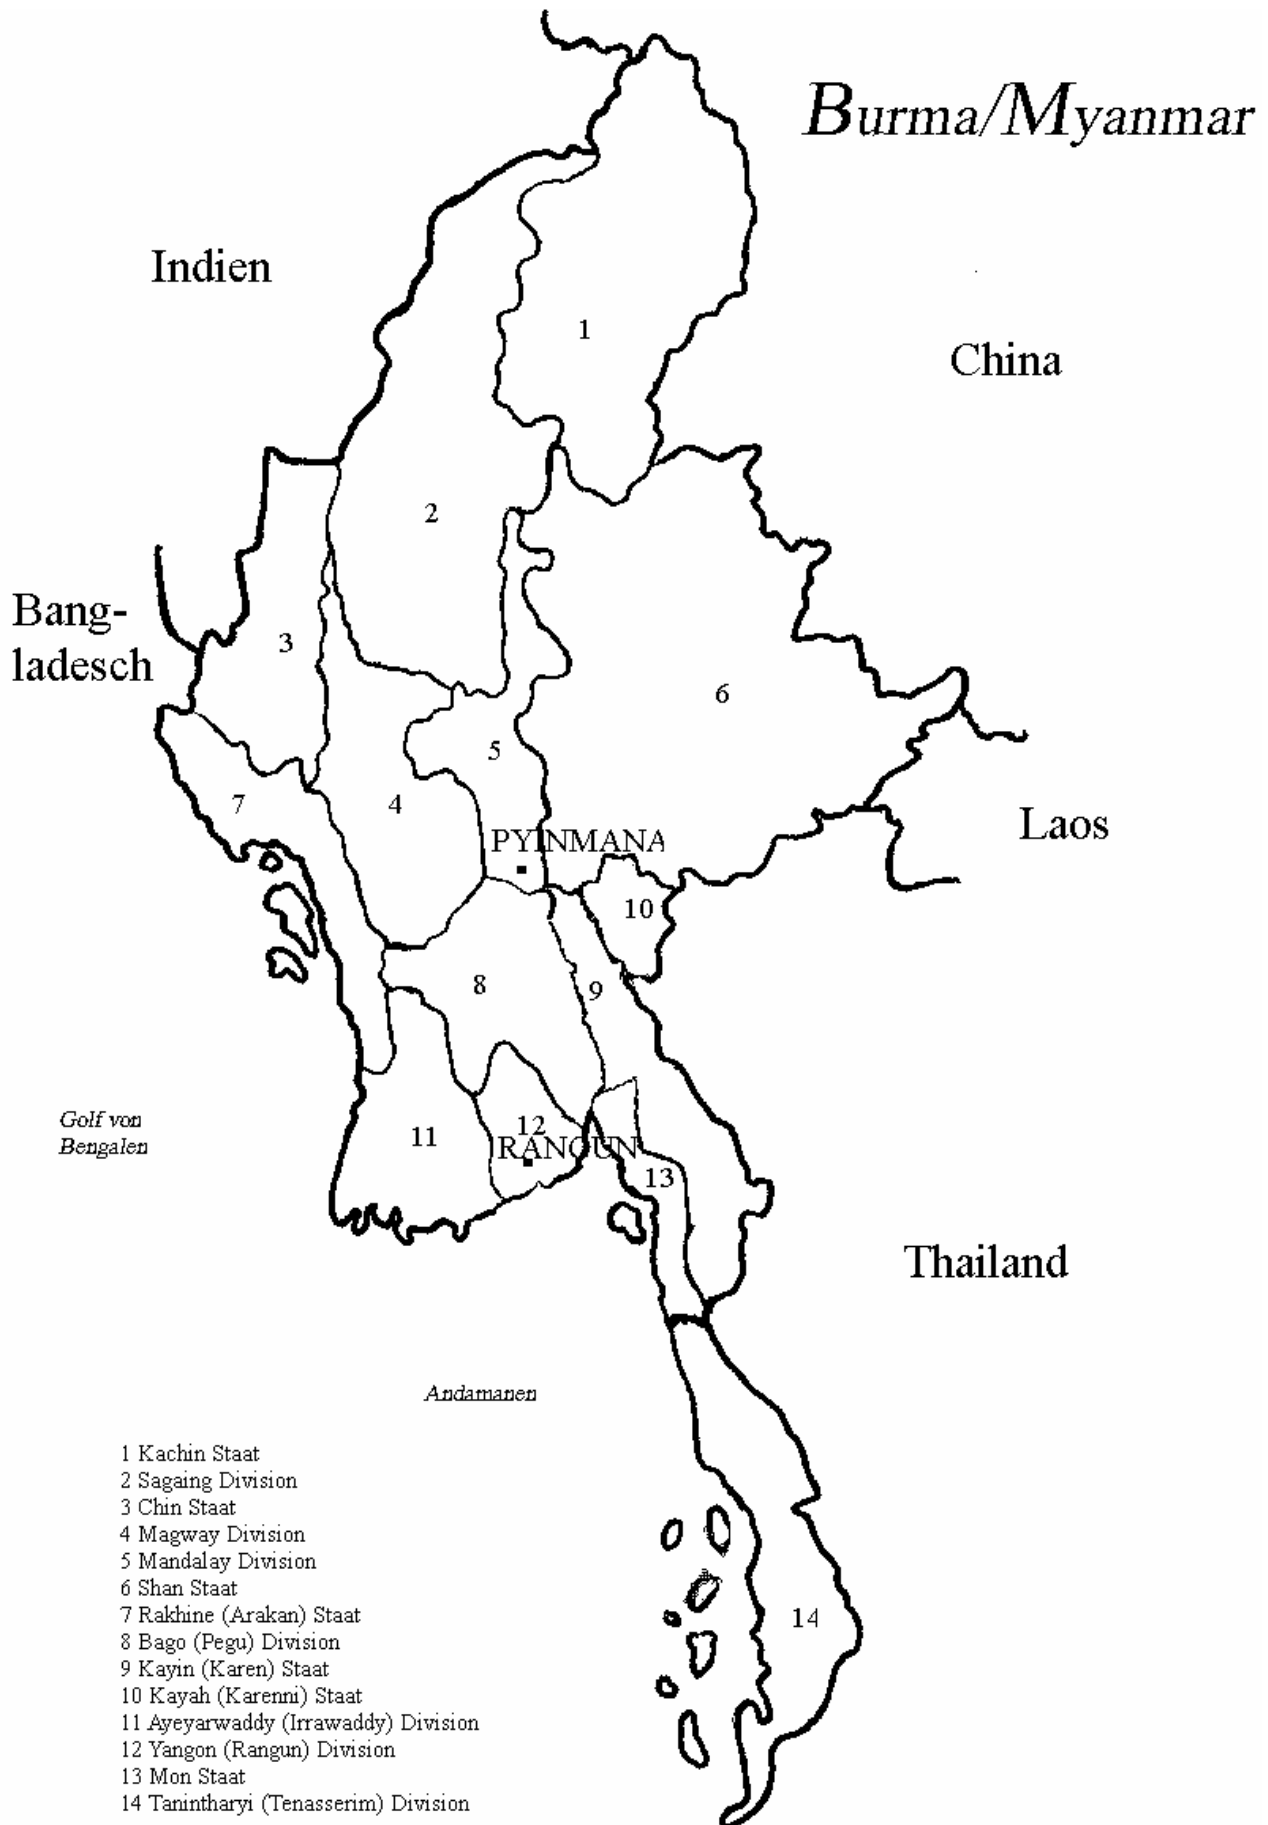 Burma/Myanmar
Indien
1
China
2
Bang-
ladesch
3
6
5
7
4
Laos
PYINMANA
10
8
9
Golf von
Bengalen
11
12
RANGUN
13
Thailand
Andamanen
1 Kachin Staat
2 Sagaing Division
3 Chin Staat
4 Magway Division
5 Mandalay Division
6 Shan Staat
7 Rakhine (Arakan) Staat
8 Bago (Pegu) Division
9 Kayin (Karen) Staat
10 Kayah (Karenni) Staat
11 Ayeyarwaddy (Irrawaddy) Division
12 Yangon (Rangun) Division
13 Mon Staat
14 Tanintharyi (Tenasserim) Division
14